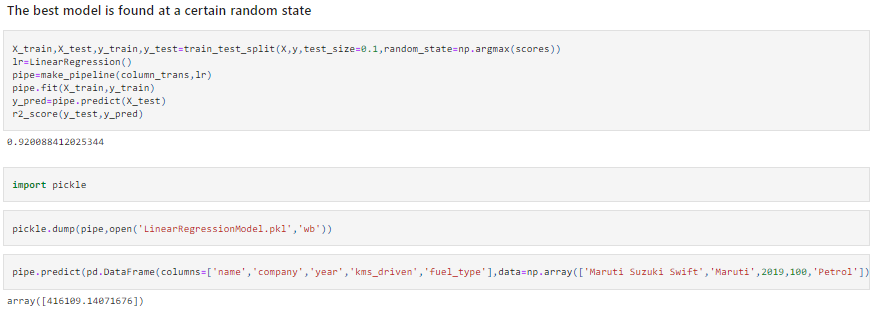 The best model is found at a certain random state
X_train,X_test,y_train,y_test=train_test_split(X,y,test_size=0.1,random_state=np.argmax(scores))
lr=LinearRegression()
pipe=make_pipeline(column_trans,lr)
pipe.fit(X_train,y_train)
y_pred=pipe.predict(X_test)
r2_score(y_test,y_pred)
0.920088412025344
import pickle
pickle.dump(pipe,open('LinearRegressionModel.pkl','wb'))
pipe.predict(pd.DataFrame(columns=['name','company','year','kms_driven','fuel_type'],data=np.array(['Maruti Suzuki Swift','Maruti',2019,100,'Petrol'])
array([416109.14071676])